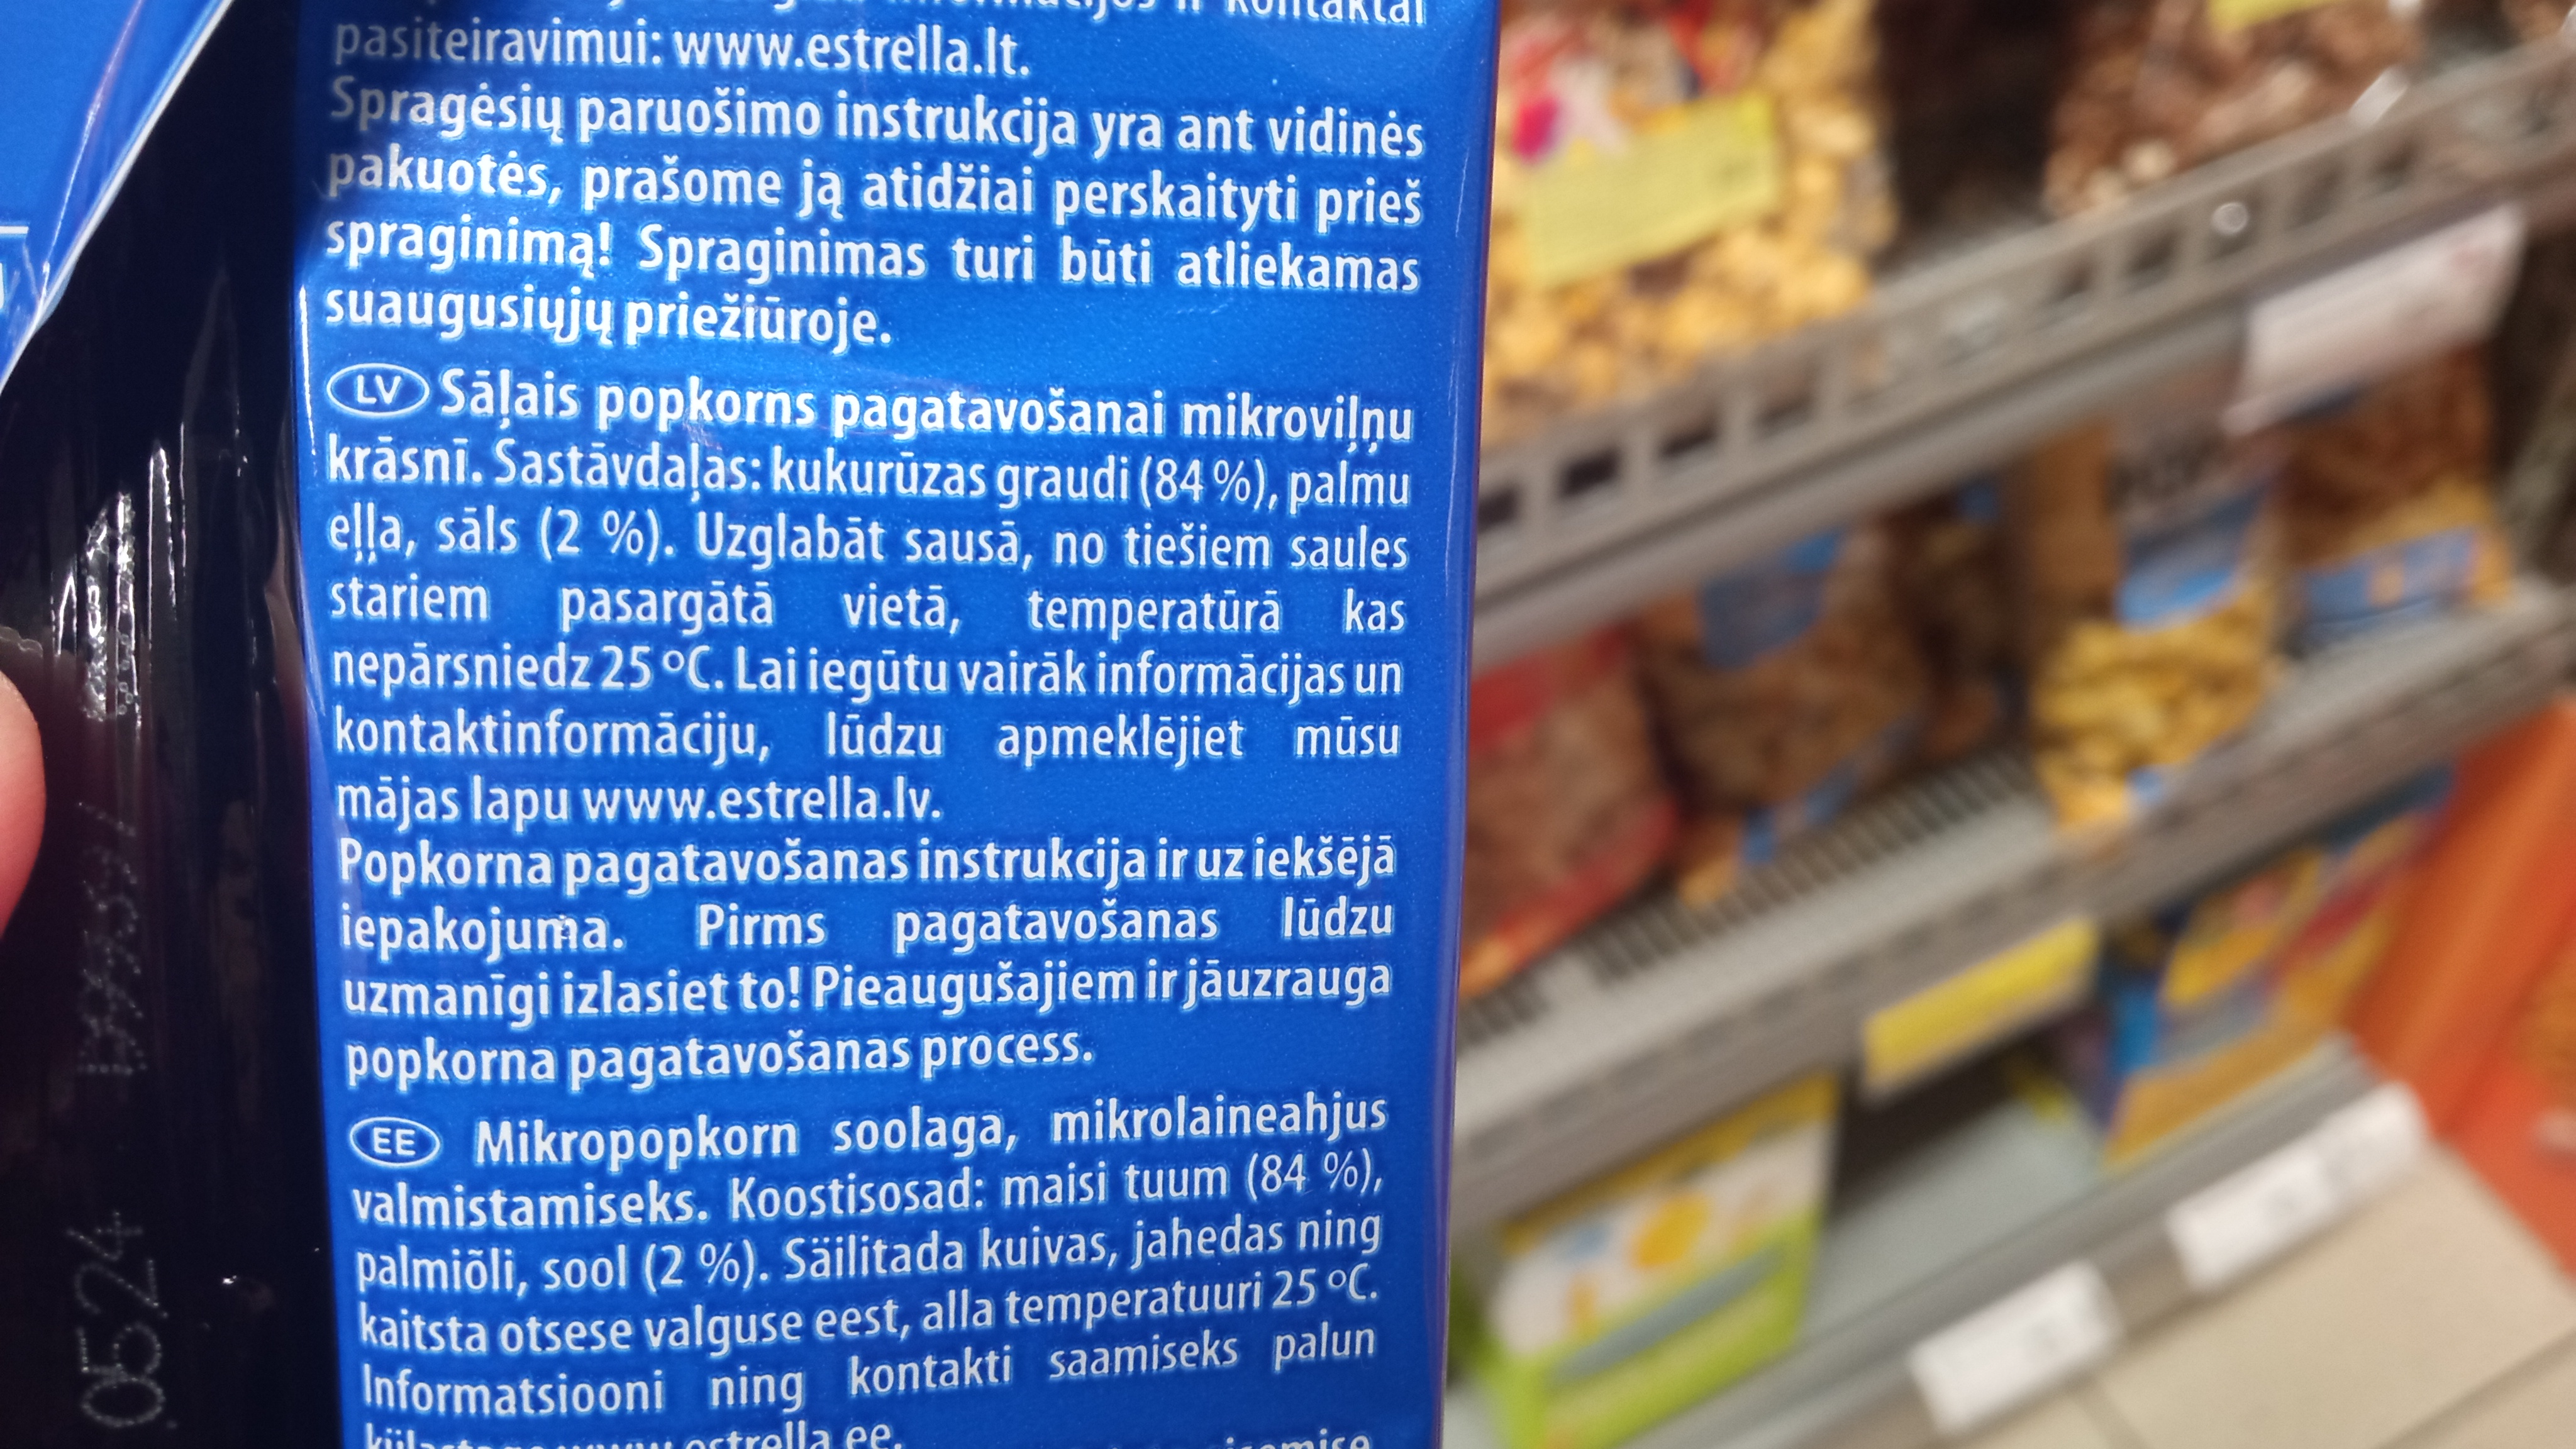 kontaktai
pasiteiravimui: www.estrella.lt.
Spragėsių paruošimo instrukcija yra ant vidinės
pakuotės, prašome ją atidžiai perskaityti prieš
spraginimą! Spraginimas turi būti atliekamas
suaugusiųjų priežiūroje.
LV Sāļais popkorns pagatavošanai mikroviļņu
krāsnī. Sastāvdaļas: kukurūzas graudi (84 %), palmu
eļļa, sāls (2 %). Uzglabāt sausā, no tiešiem saules
stariem pasargātā vietā, temperatūrā kas
nepārsniedz 25 °C. Lai iegūtu vairāk informācijas un
kontaktinformāciju, lūdzu apmeklējiet mūsu
mājas lapu www.estrella.lv.
Popkorna pagatavošanas instrukcija ir uz iekšējā
iepakojuma. Pirms pagatavošanas lūdzu
uzmanīgi izlasiet to! Pieaugušajiem ir jāuzrauga
popkorna pagatavošanas process.
EE Mikropopkorn soolaga, mikrolaineahjus
valmistamiseks. Koostisosad: maisi tuum (84 %),
palmiõli, sool (2 %). Säilitada kuivas, jahedas ning
kaitsta otsese valguse eest, alla temperatuuri 25 °C.
Informatsiooni ning kontakti saamiseks palun
www.estrella.ee.
0524